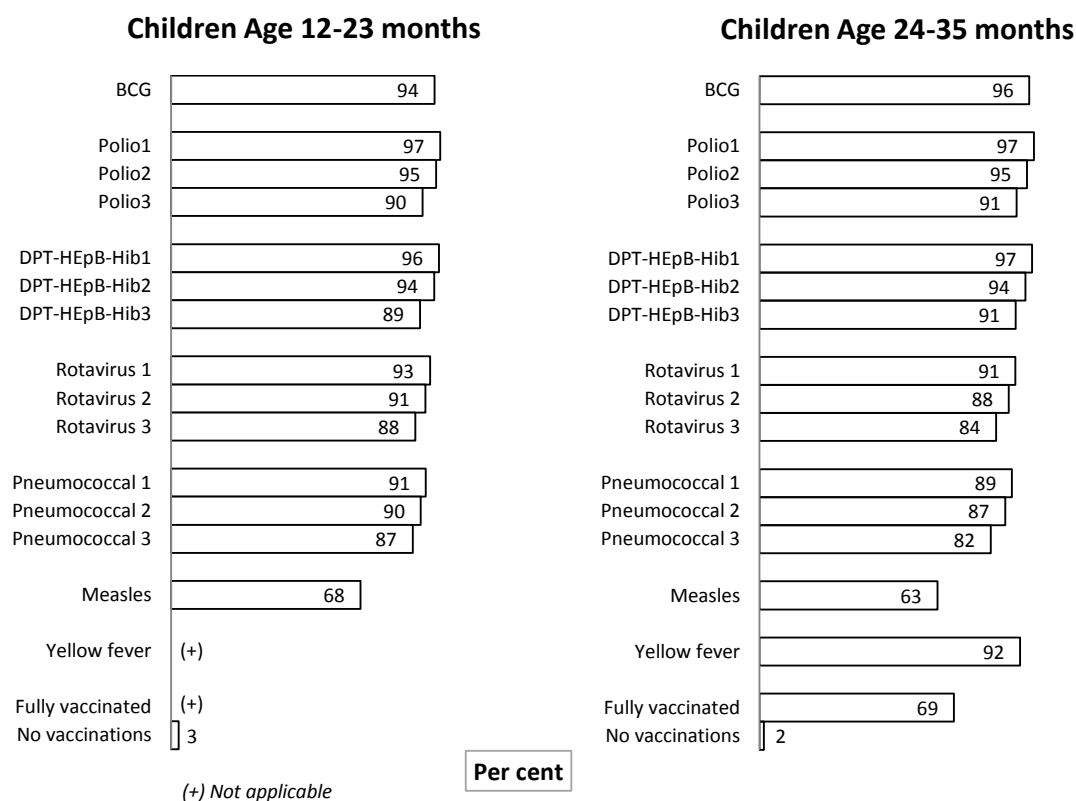 Children Age 12-23 months
BCG 94
Polio1 97
Polio2 95
Polio3 90
DPT-HEpB-Hib1 96
DPT-HEpB-Hib2 94
DPT-HEpB-Hib3 89
Rotavirus 1 93
Rotavirus 2 91
Rotavirus 3 88
Pneumococcal 1 91
Pneumococcal 2 90
Pneumococcal 3 87
Measles 68
Yellow fever (+)
Fully vaccinated (+)
No vaccinations 3
(+) Not applicable
Children Age 24-35 months
BCG 96
Polio1 97
Polio2 95
Polio3 91
DPT-HEpB-Hib1 97
DPT-HEpB-Hib2 94
DPT-HEpB-Hib3 91
Rotavirus 1 91
Rotavirus 2 88
Rotavirus 3 84
Pneumococcal 1 89
Pneumococcal 2 87
Pneumococcal 3 82
Measles 63
Yellow fever 92
Fully vaccinated 69
No vaccinations 2
Per cent